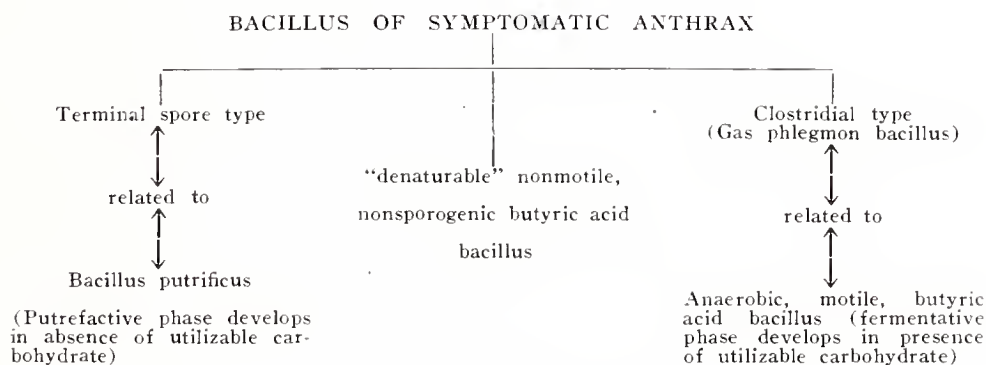 BACILLUS OF SYMPTOMATIC ANTHRAX
Terminal spore type
related to
Bacillus putrificus
(Putrefactive phase develops
in absence of utilizable car-
bohydrate)
"denaturable" nonmotile,
nonsporogenic butyric acid
bacillus
Clostridial type
(Gas phlegmon bacillus)
related to
Anaerobic, motile, butyric
acid bacillus (fermentative
phase develops in presence
of utilizable carbohydrate)